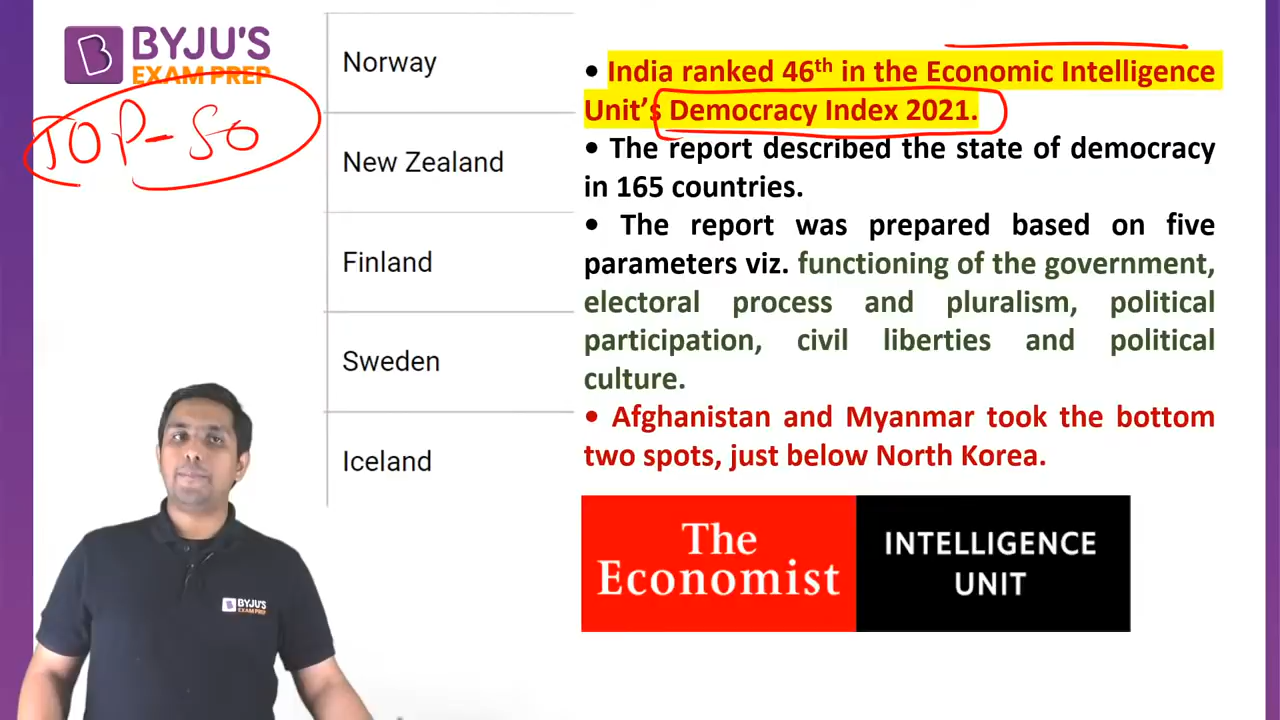 BYJU'S
EXAM PREP
TOP-50
Norway
New Zealand
Finland
Sweden
Iceland
• India ranked 46th in the Economic Intelligence
Unit's Democracy Index 2021.
• The report described the state of democracy
in 165 countries.
• The report was prepared based on five
parameters viz. functioning of the government,
electoral process and pluralism, political
participation, civil liberties and political
culture.
• Afghanistan and Myanmar took the bottom
two spots, just below North Korea.
The
Economist
INTELLIGENCE
UNIT
BYJU'S
EXAM PREP